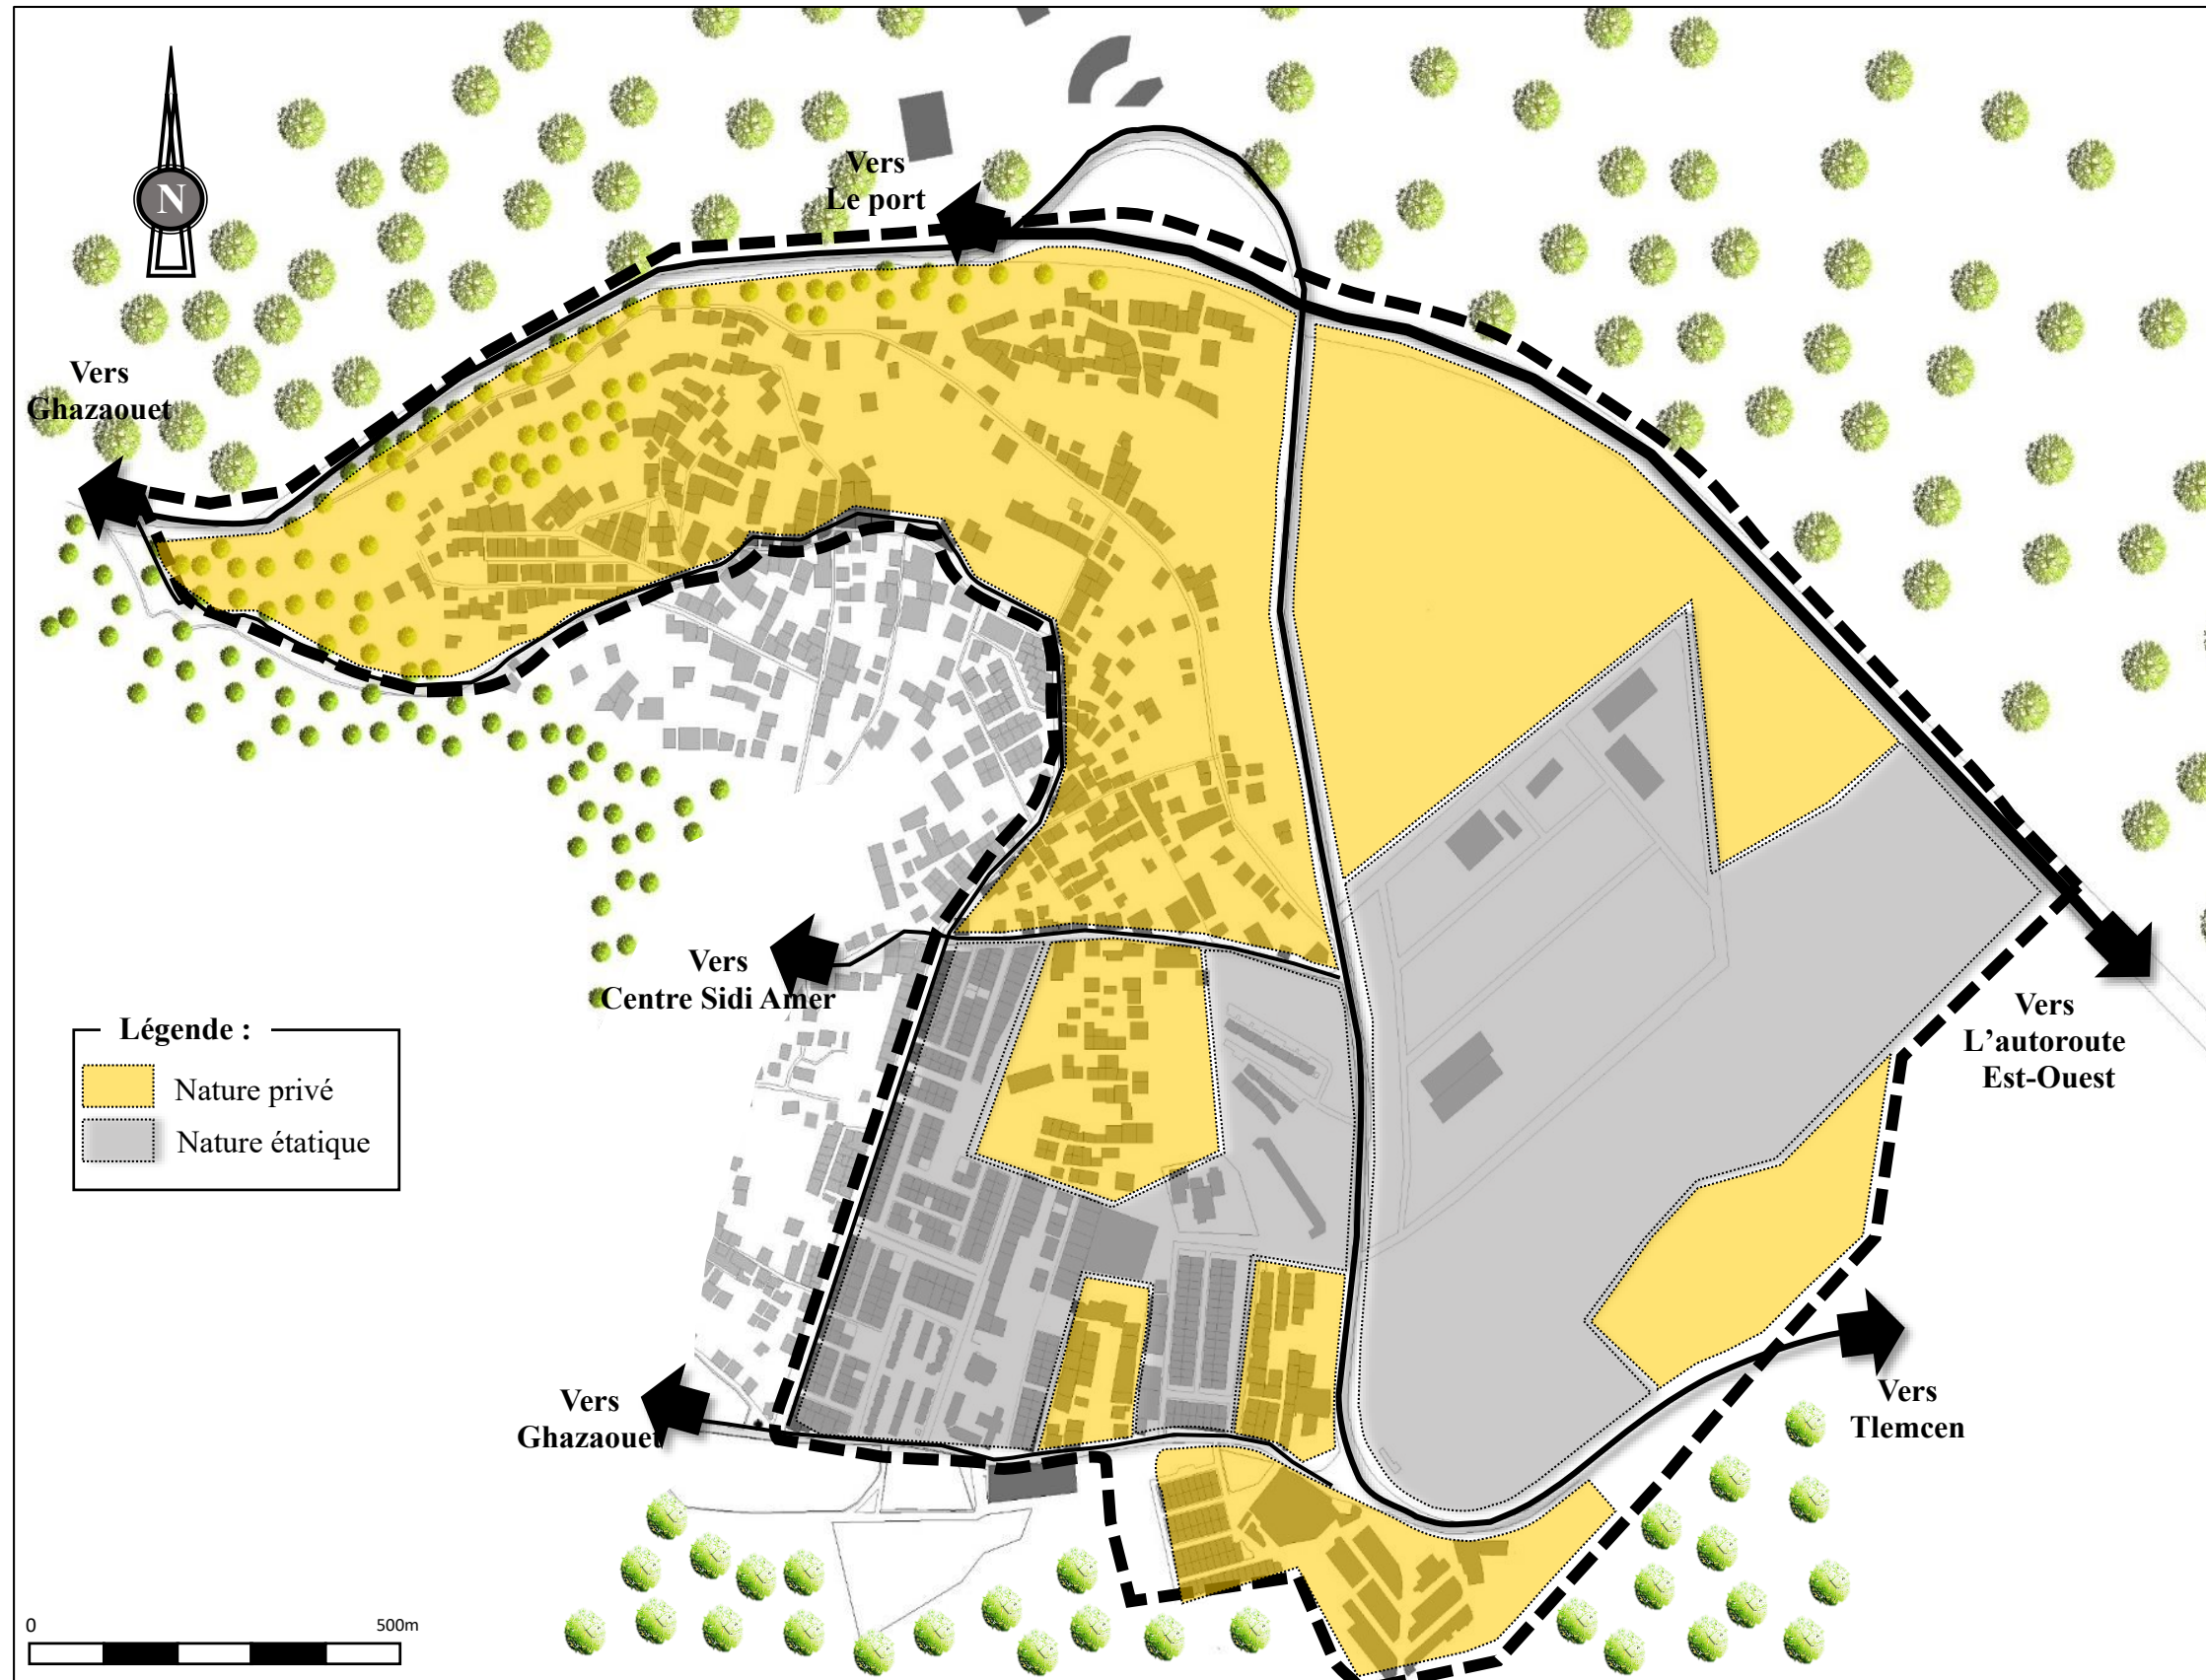 N
Vers
Le port
Vers
Ghazaouet
Vers
Centre Sidi Amer
Vers
L'autoroute
Est-Ouest
Légende :
Nature privé
Nature étatique
Vers
Ghazaouet
Vers
Tlemcen
0 500m